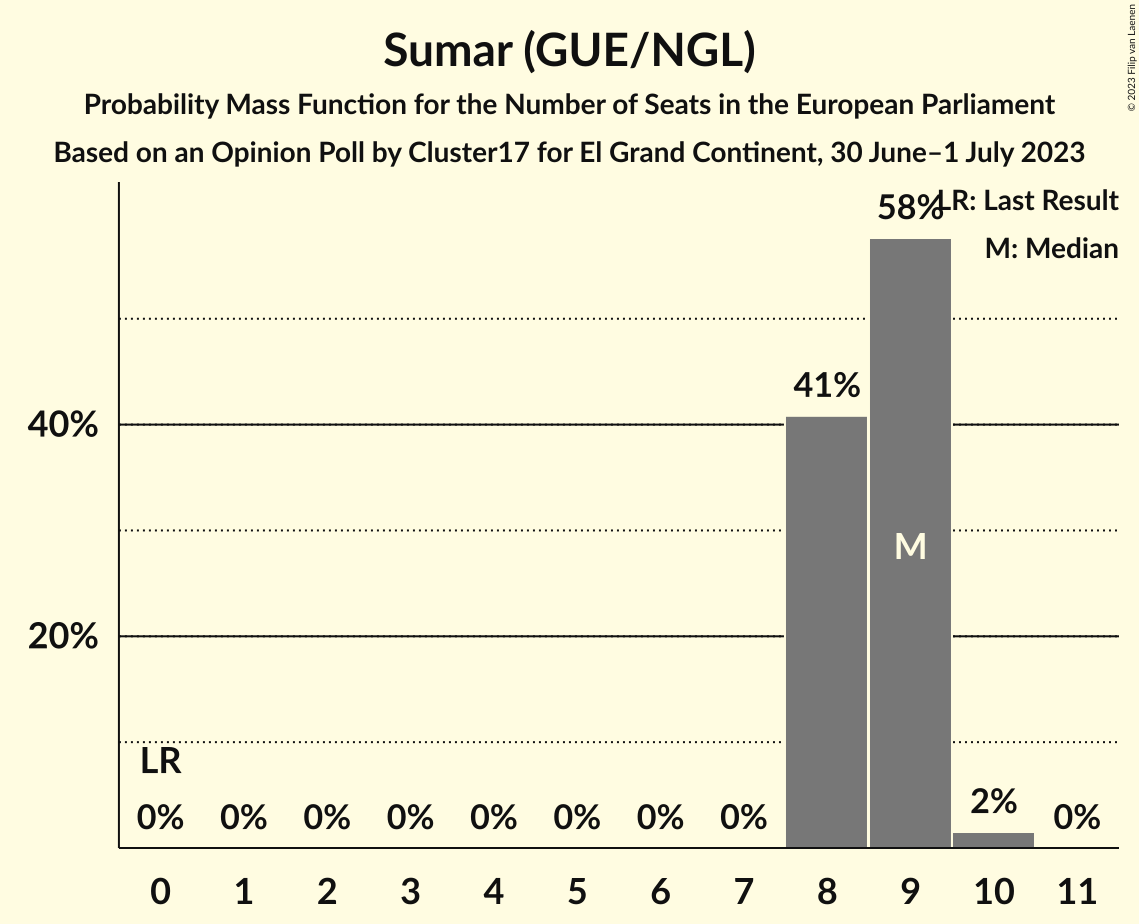 Sumar (GUE/NGL)
Probability Mass Function for the Number of Seats in the European Parliament
Based on an Opinion Poll by Cluster17 for El Grand Continent, 30 June–1 July 2023
© 2023 Filip van Laenen
LR: Last Result
M: Median
58%
41%
40%
M
20%
LR
0% 0% 0% 0% 0% 0% 0% 0% 2% 0%
0 1 2 3 4 5 6 7 8 9 10 11